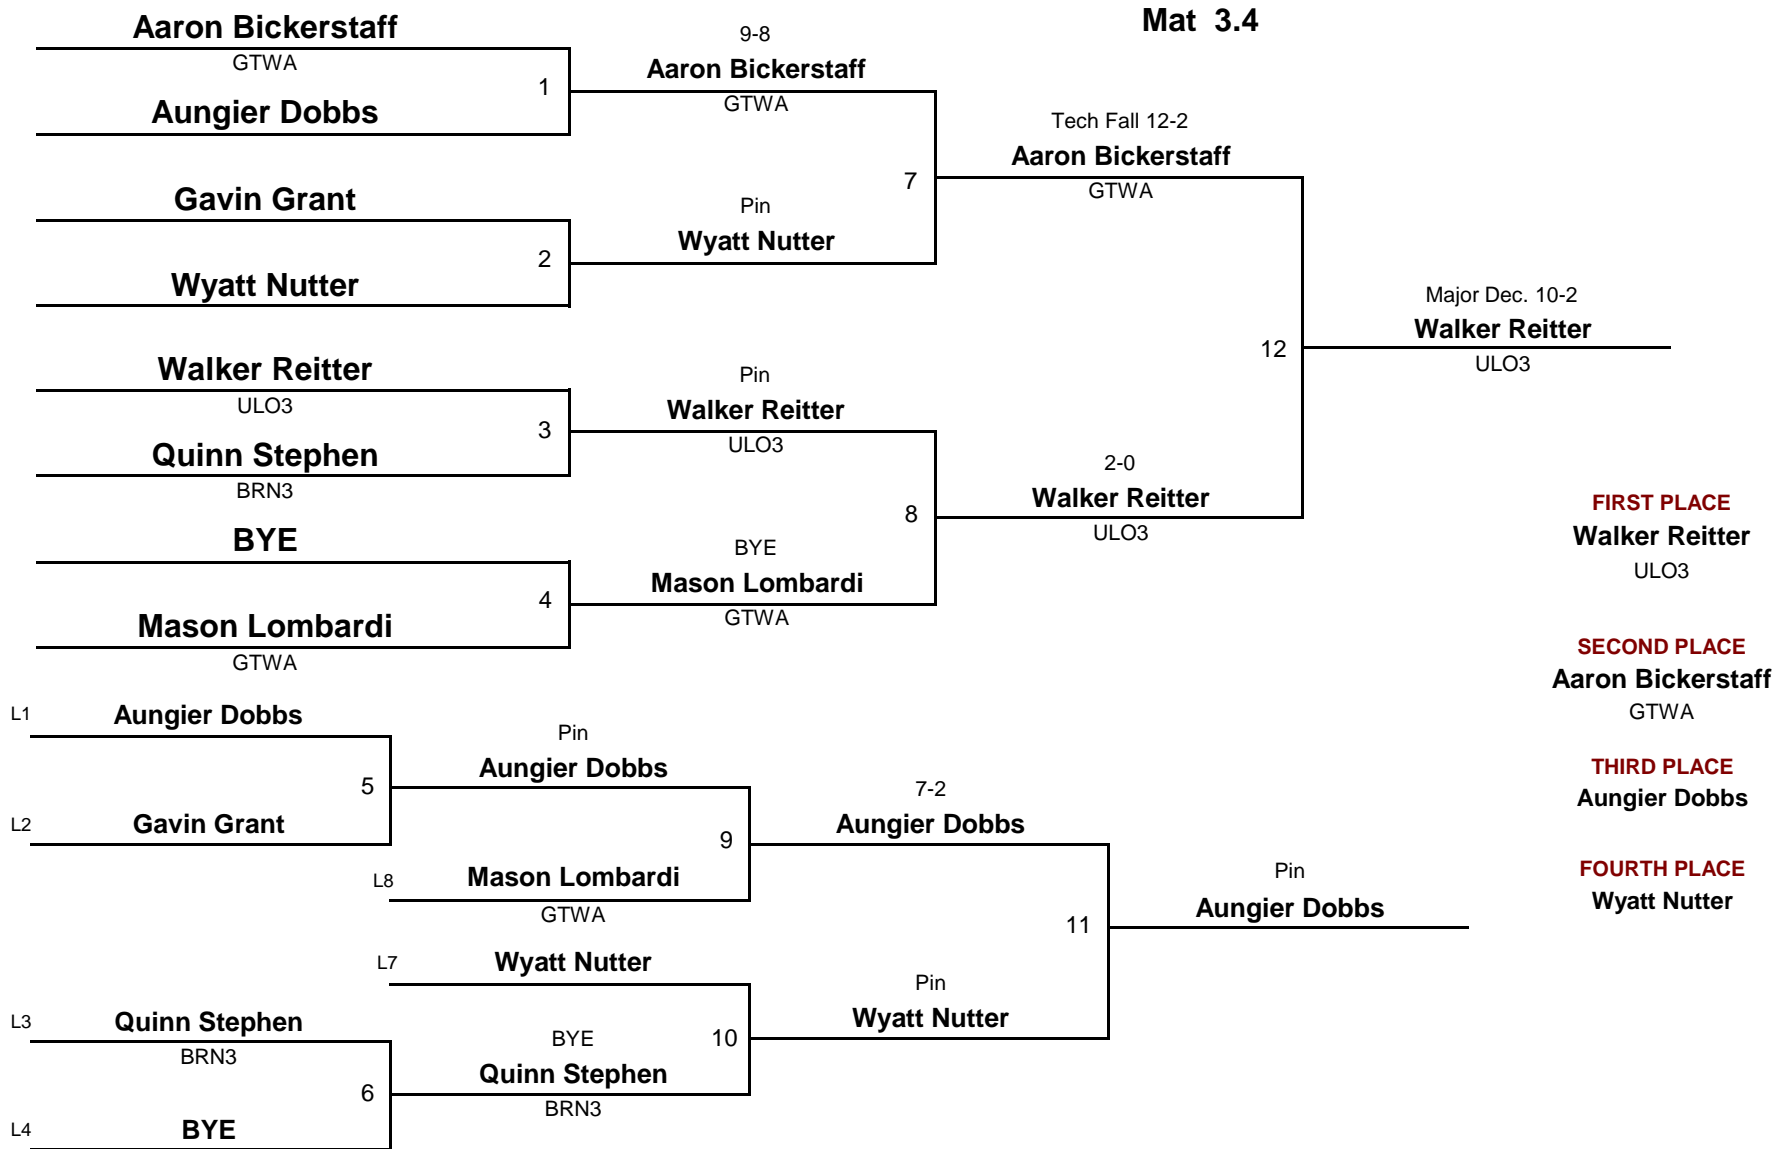 Mat 3.4
Aaron Bickerstaff
GTWA
1
Aungier Dobbs
9-8
Aaron Bickerstaff
GTWA
Gavin Grant
2
Wyatt Nutter
Pin
Wyatt Nutter
7
Tech Fall 12-2
Aaron Bickerstaff
GTWA
Walker Reitter
ULO3
3
Quinn Stephen
BRN3
Pin
Walker Reitter
ULO3
BYE
4
Mason Lombardi
GTWA
BYE
Mason Lombardi
GTWA
8
2-0
Walker Reitter
ULO3
12
Major Dec. 10-2
Walker Reitter
ULO3
FIRST PLACE
Walker Reitter
ULO3
SECOND PLACE
Aaron Bickerstaff
GTWA
THIRD PLACE
Aungier Dobbs
FOURTH PLACE
Wyatt Nutter
L1
Aungier Dobbs
5
L2
Gavin Grant
Pin
Aungier Dobbs
9
L8
Mason Lombardi
GTWA
7-2
Aungier Dobbs
L7
Wyatt Nutter
L3
Quinn Stephen
BRN3
6
L4
BYE
BYE
Quinn Stephen
BRN3
10
Pin
Wyatt Nutter
11
Pin
Aungier Dobbs